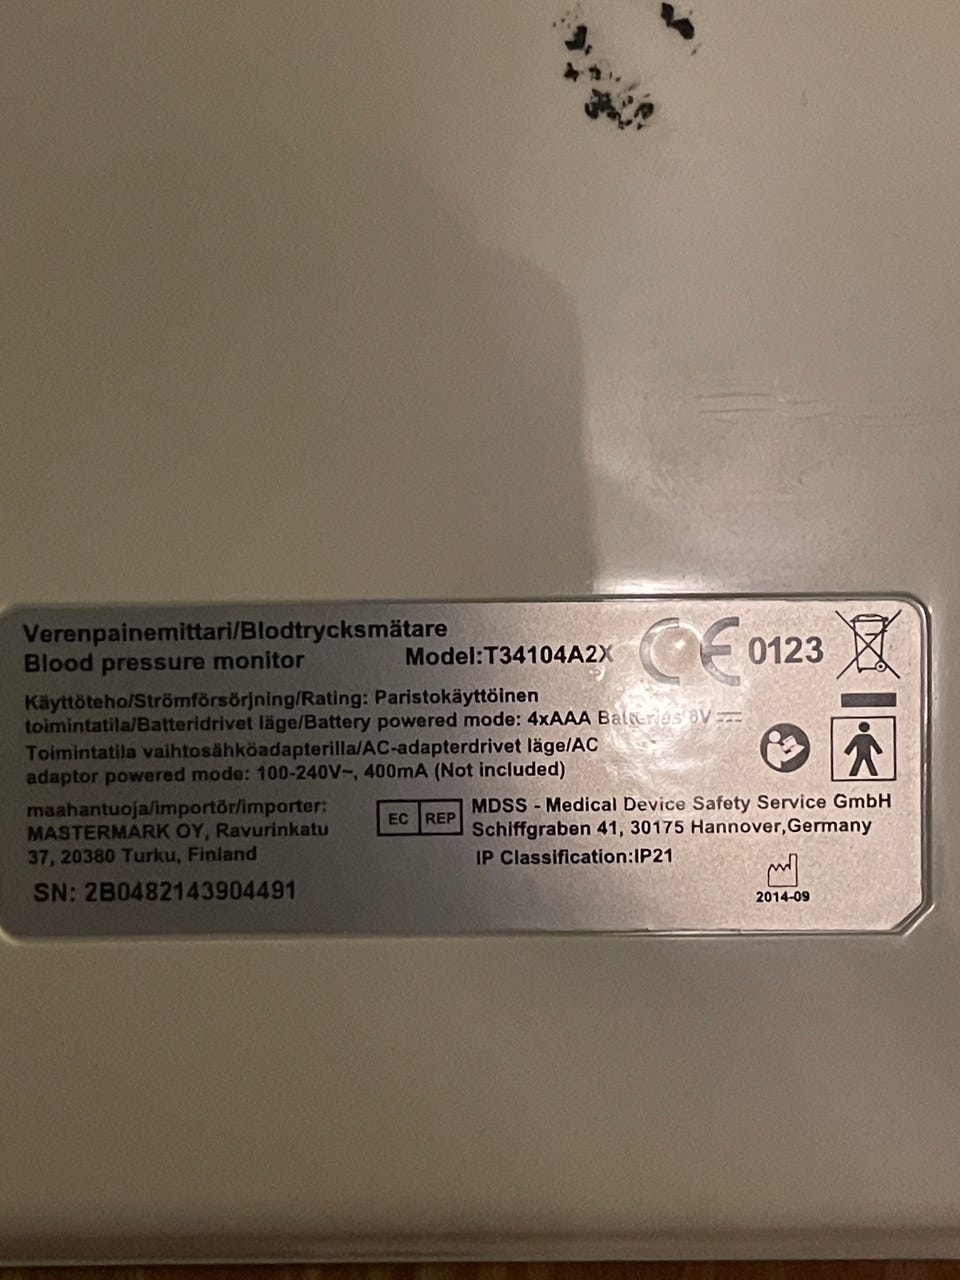 Verenpainemittari/Blodtrycksmätare
Blood pressure monitor
Model:T34104A2X
CE 0123
Käyttöteho/Strömförsörjning/Rating: Paristokäyttöinen
toimintatila/Batteridrivet läge/Battery powered mode: 4xAAA Batteries 6V
Toimintatila vaihtosähköadapterilla/AC-adapterdrivet läge/AC
adaptor powered mode: 100-240V~, 400mA (Not included)
maahantuoja/importör/importer:
MASTERMARK OY, Ravurinkatu
37, 20380 Turku, Finland
SN: 2B0482143904491
EC REP
MDSS - Medical Device Safety Service GmbH
Schiffgraben 41, 30175 Hannover,Germany
IP Classification:IP21
2014-09